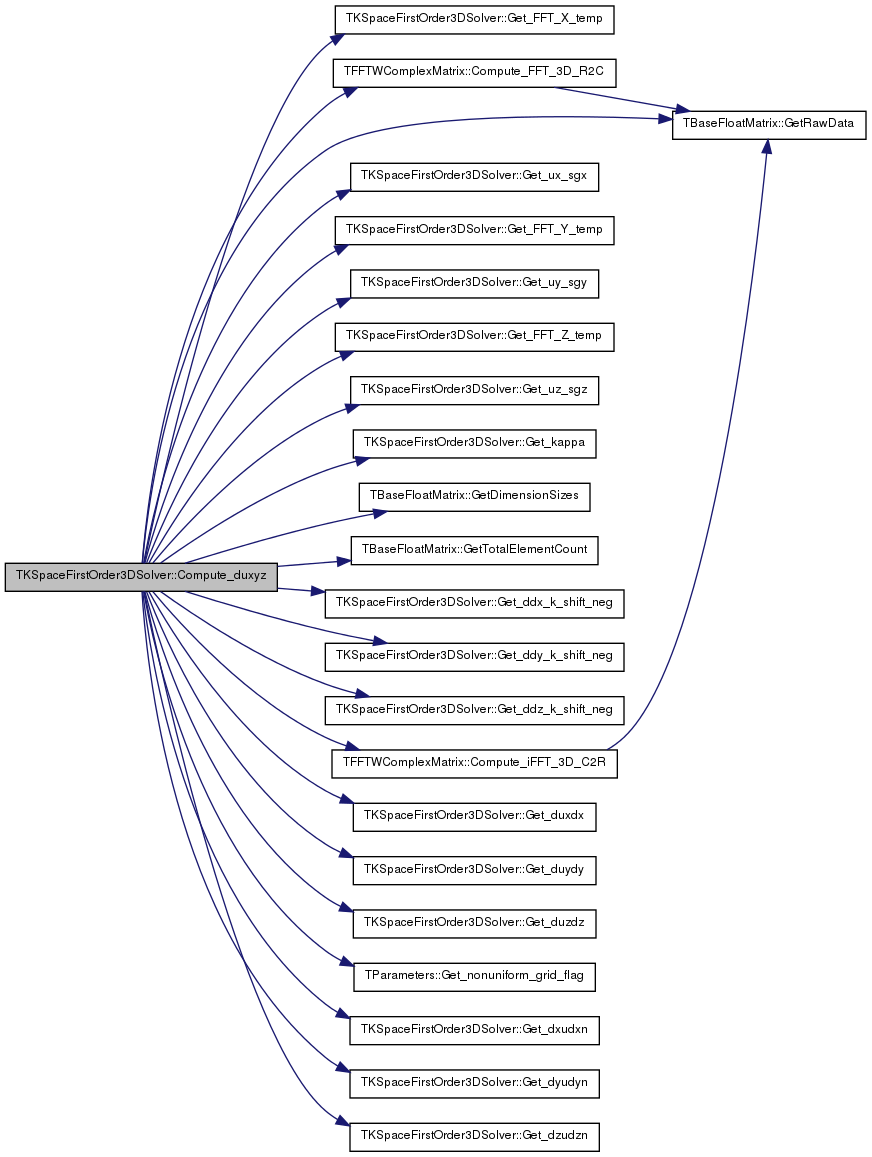 TKSpaceFirstOrder3DSolver::Get_FFT_X_temp
TFFTWComplexMatrix::Compute_FFT_3D_R2C
TBaseFloatMatrix::GetRawData
TKSpaceFirstOrder3DSolver::Get_ux_sgx
TKSpaceFirstOrder3DSolver::Get_FFT_Y_temp
TKSpaceFirstOrder3DSolver::Get_uy_sgy
TKSpaceFirstOrder3DSolver::Get_FFT_Z_temp
TKSpaceFirstOrder3DSolver::Get_uz_sgz
TKSpaceFirstOrder3DSolver::Get_kappa
TBaseFloatMatrix::GetDimensionSizes
TBaseFloatMatrix::GetTotalElementCount
TKSpaceFirstOrder3DSolver::Compute_duxyz
TKSpaceFirstOrder3DSolver::Get_ddx_k_shift_neg
TKSpaceFirstOrder3DSolver::Get_ddy_k_shift_neg
TKSpaceFirstOrder3DSolver::Get_ddz_k_shift_neg
TFFTWComplexMatrix::Compute_iFFT_3D_C2R
TKSpaceFirstOrder3DSolver::Get_duxdx
TKSpaceFirstOrder3DSolver::Get_duydy
TKSpaceFirstOrder3DSolver::Get_duzdz
TParameters::Get_nonuniform_grid_flag
TKSpaceFirstOrder3DSolver::Get_dxudxn
TKSpaceFirstOrder3DSolver::Get_dyudyn
TKSpaceFirstOrder3DSolver::Get_dzudzn